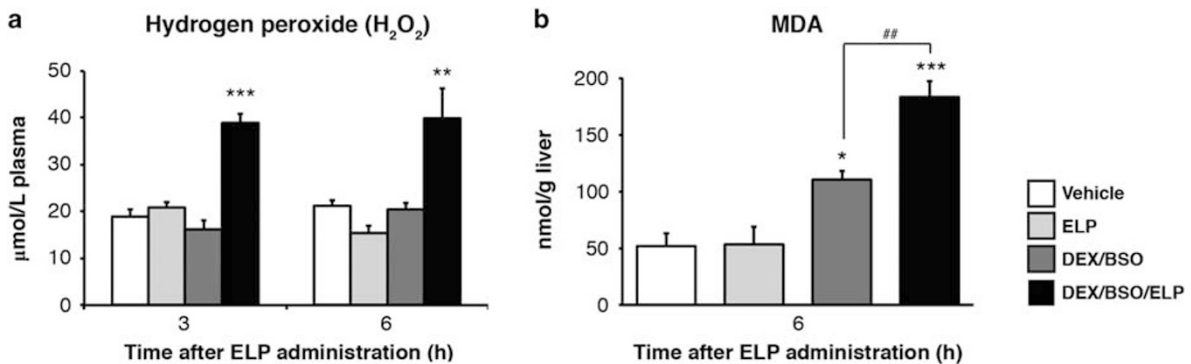 a
Hydrogen peroxide (H₂O₂)
μmol/L plasma
50
40
30
20
10
0
***
**
3
6
Time after ELP administration (h)
b
MDA
nmol/g liver
200
150
100
50
0
*
##
***
6
Time after ELP administration (h)
Vehicle
ELP
DEX/BSO
DEX/BSO/ELP